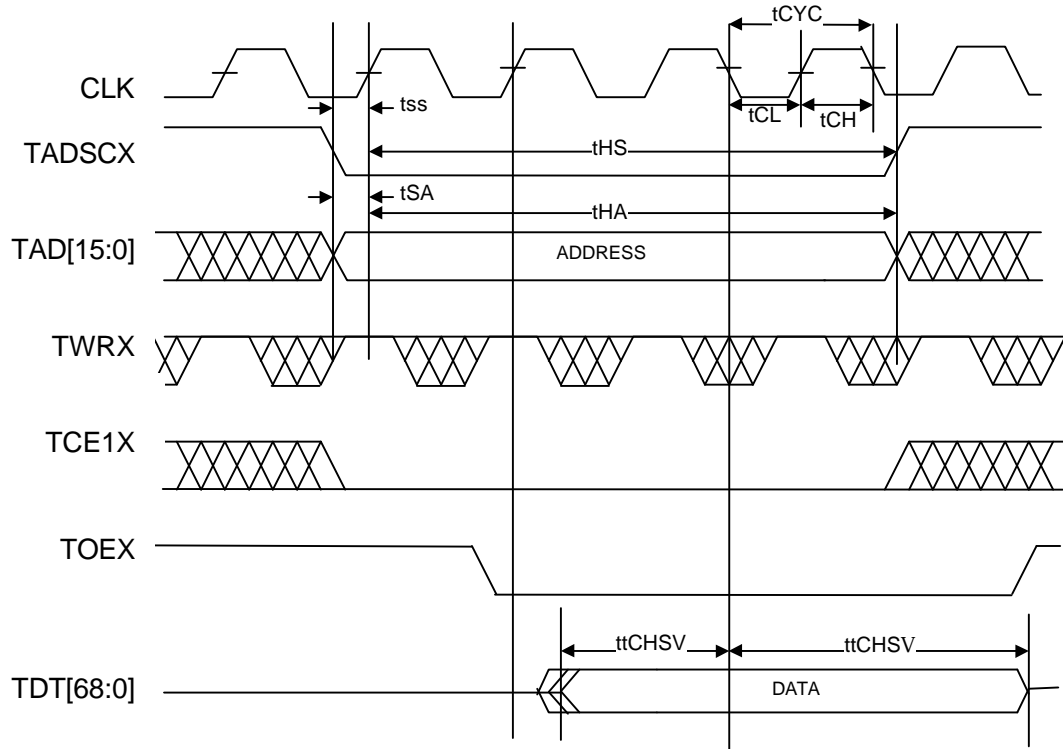 tCYC
CLK
tss
tCL
tCH
TADSCX
tHS
tSA
tHA
TAD[15:0]
ADDRESS
TWRX
TCE1X
TOEX
ttCHSV
ttCHSV
TDT[68:0]
DATA